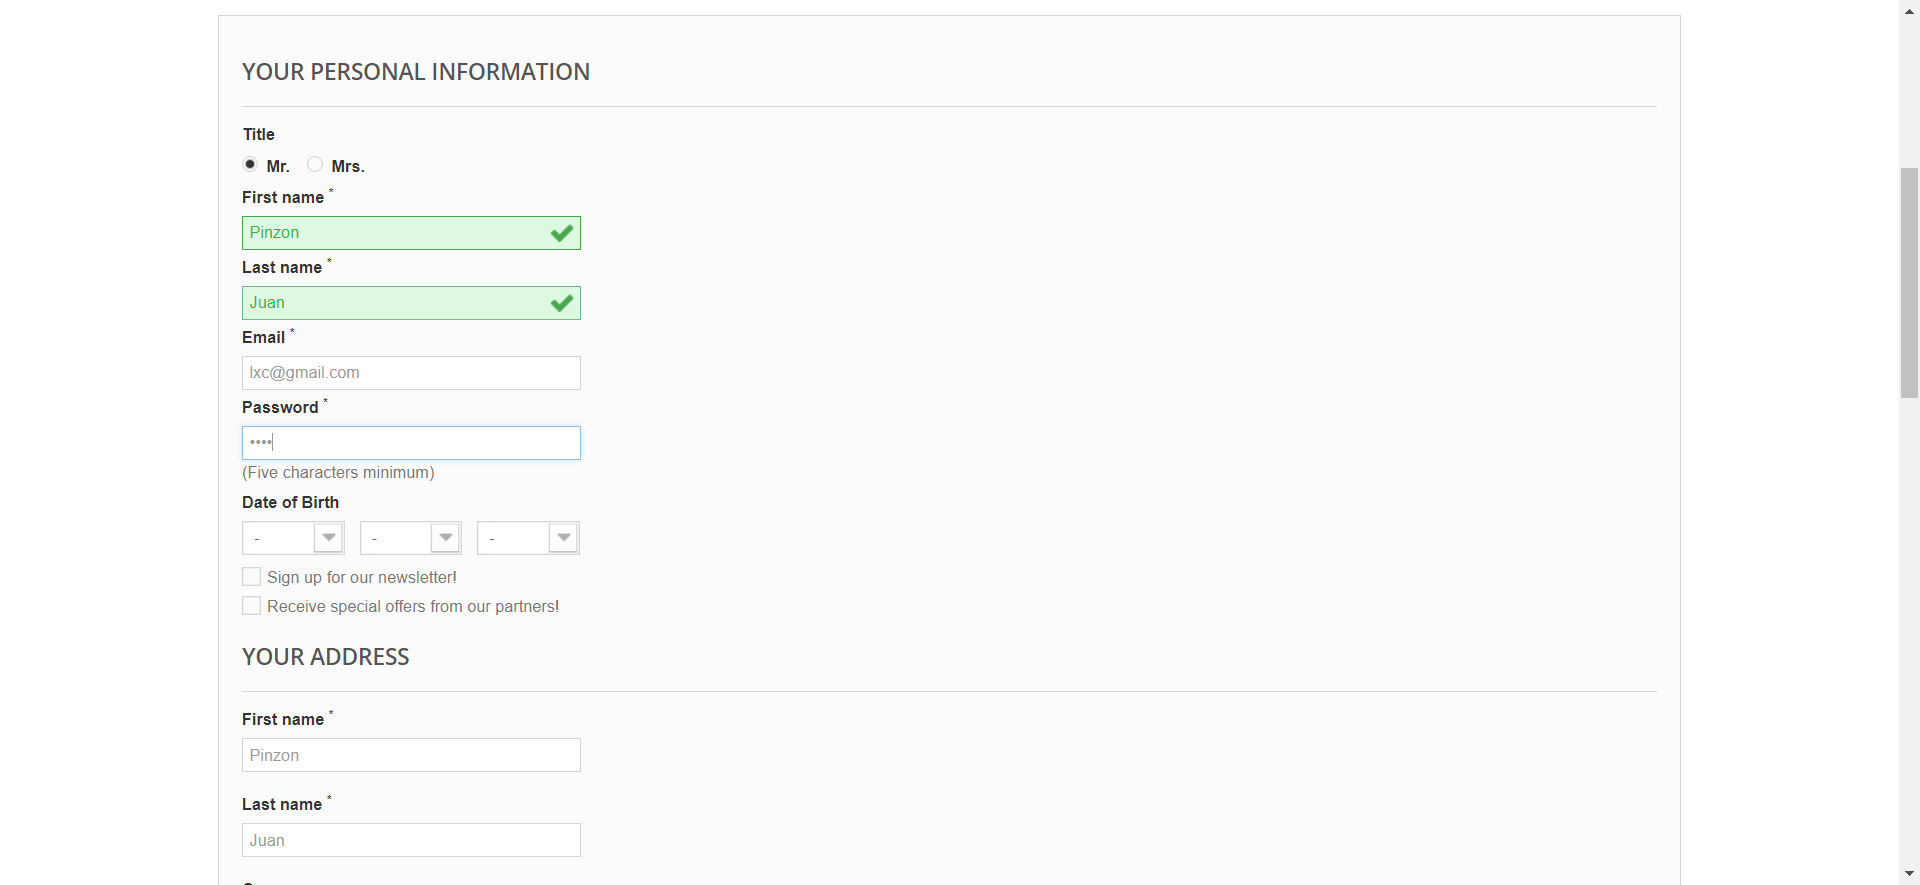 YOUR PERSONAL INFORMATION
Title
Mr. Mrs.
First name *
Pinzon
Last name *
Juan
Email *
lxc@gmail.com
Password *
••••
(Five characters minimum)
Date of Birth
- - -
Sign up for our newsletter!
Receive special offers from our partners!
YOUR ADDRESS
First name *
Pinzon
Last name *
Juan